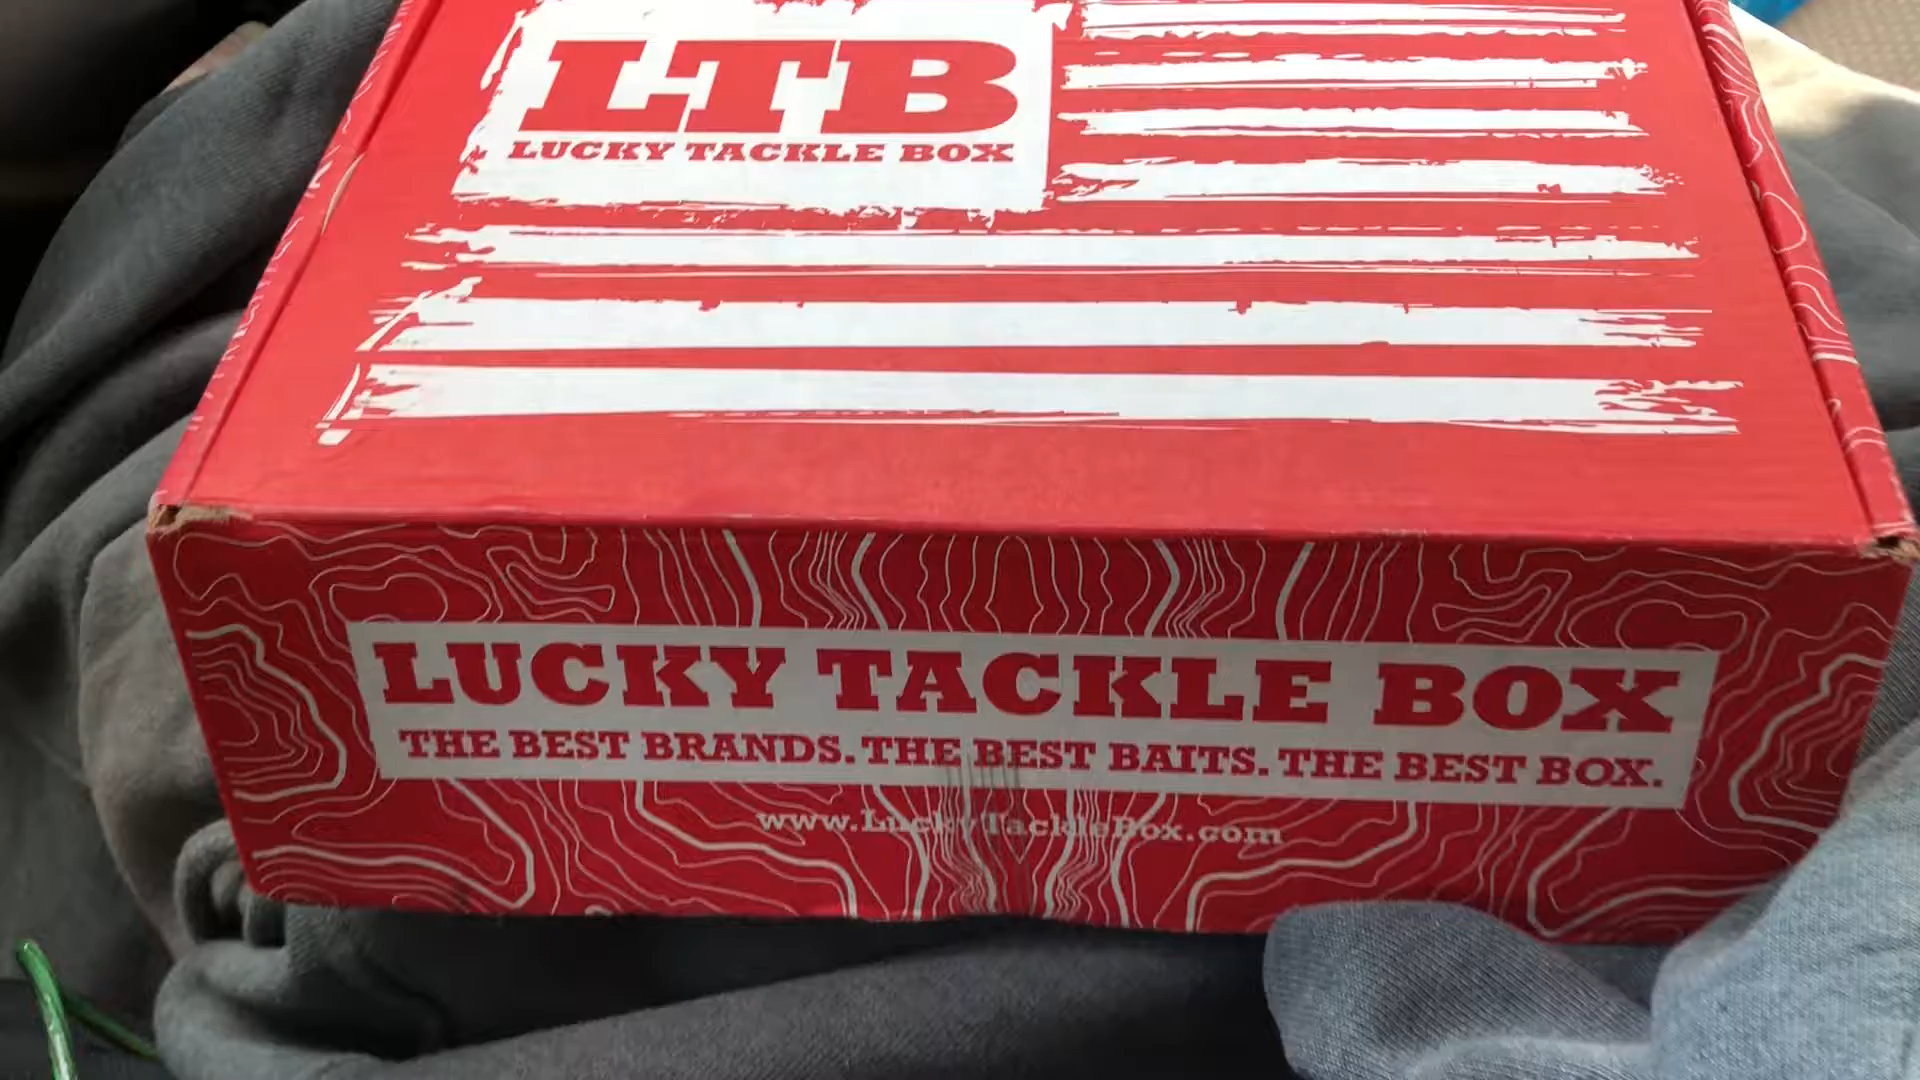 LTB
LUCKY TACKLE BOX
LUCKY TACKLE BOX
THE BEST BRANDS. THE BEST BAITS. THE BEST BOX.
www.LuckyTackleBox.com